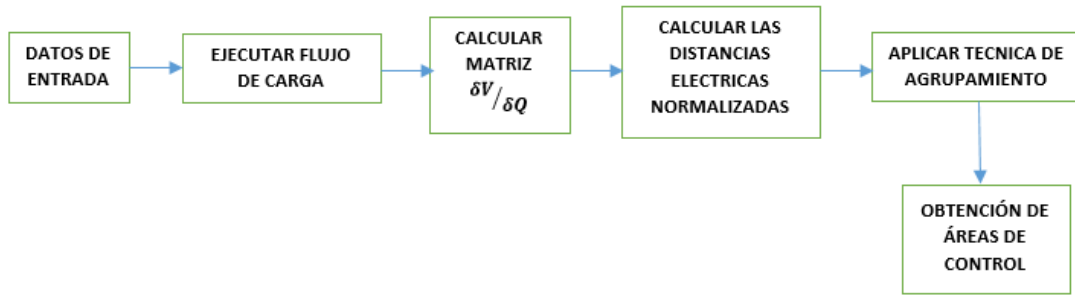 DATOS DE
ENTRADA
EJECUTAR FLUJO
DE CARGA
CALCULAR
MATRIZ
δV/δQ
CALCULAR LAS
DISTANCIAS
ELECTRICAS
NORMALIZADAS
APLICAR TECNICA DE
AGRUPAMIENTO
OBTENCIÓN DE
ÁREAS DE
CONTROL